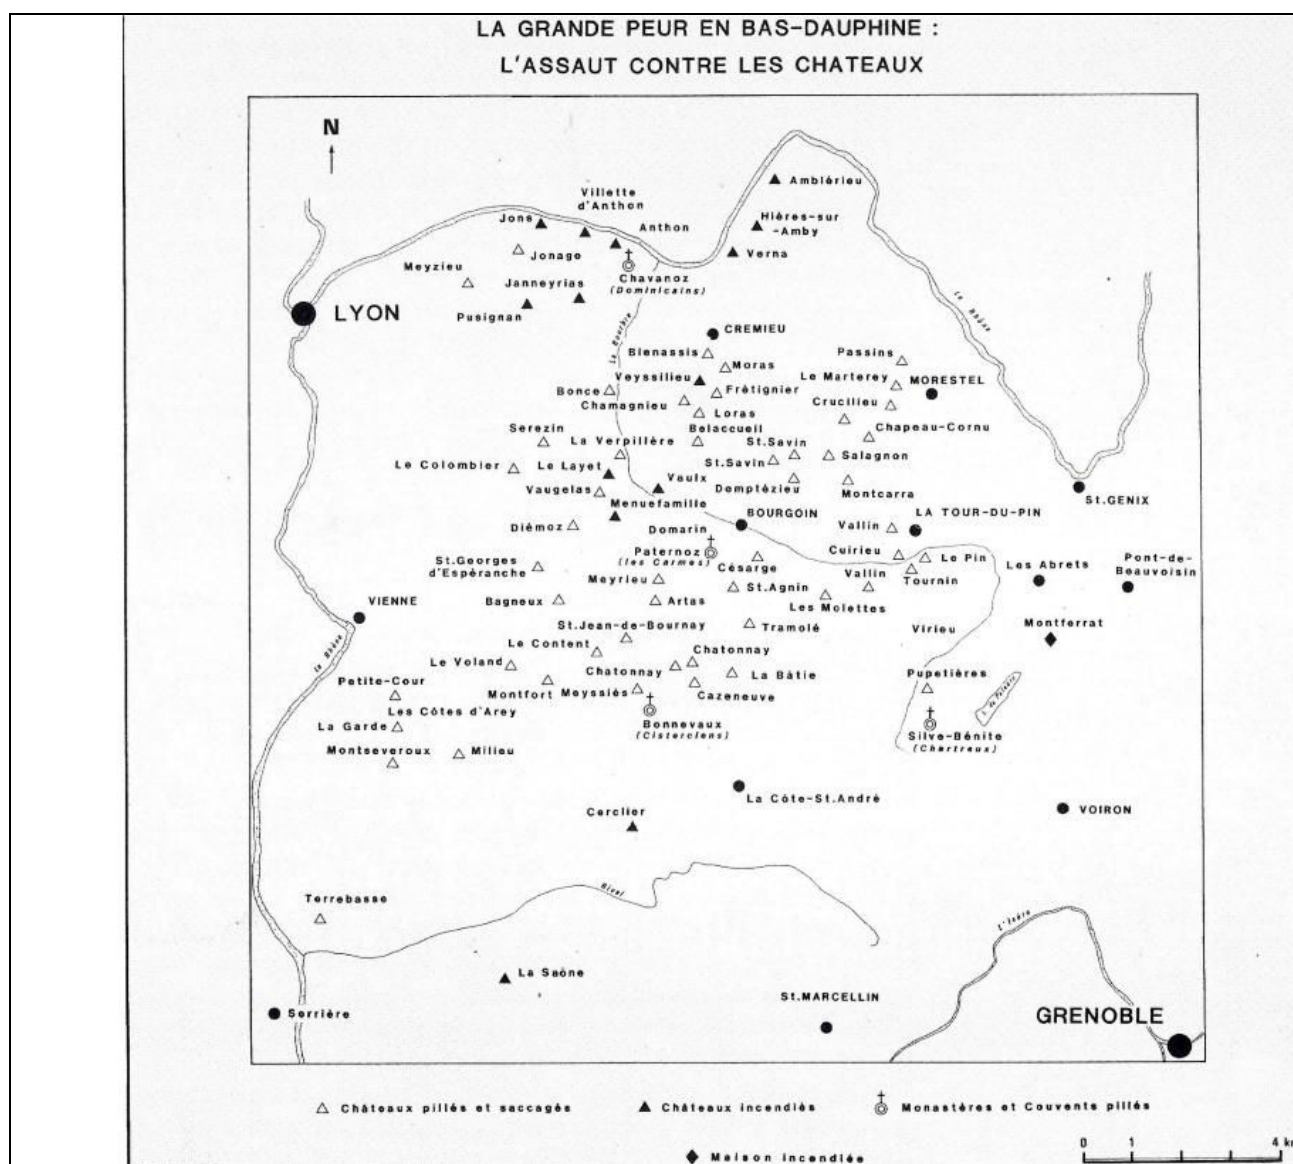 LA GRANDE PEUR EN BAS-DAUPHINE :
L'ASSAUT CONTRE LES CHATEAUX
N
Amblérieu
Villette
d'Anthon
Hières-sur
-Amby
Jons
Anthon
Jonage
Verna
Meyzieu
Chavanoz
(Dominicains)
Janneyrias
Pusignan
LYON
Le Rhône
La Bourbre
CREMIEU
Bienassis
Passins
Moras
Veyssilieu
Le Marterey
MORESTEL
Bonce
Frétignier
Chamagnieu
Crucilieu
Loras
Serezin
Belaccueil
Chapeau-Cornu
La Verpillère
St.Savin
St.Savin
Salagnon
Le Colombier
Le Layet
Vaulx
Vaugelas
Demptézieu
Montcarra
St.GENIX
Menuefamille
BOURGOIN
LA TOUR-DU-PIN
Diémoz
Domarin
Vallin
Paternoz
(les Carmes)
Cuirieu
Le Pin
St.Georges
d'Espéranche
Césarge
Les Abrets
Pont-de-
Beauvoisin
Meyrieu
St.Agnin
Vallin
Tournin
VIENNE
Bagneux
Artas
Les Molettes
Montferrat
St.Jean-de-Bournay
Tramolé
Virieu
Le Rhône
Le Content
Chatonnay
Le Voland
Chatonnay
La Bâtie
Petite-Cour
Montfort
Meyssiés
Cazeneuve
Pupetières
Les Côtes d'Arey
La Garde
Bonnevaux
(Cisterciens)
Silve-Bénite
(Chartreux)
Montseveroux
Milieu
La Côte-St.André
Cerclier
VOIRON
Terrebasse
L'Isère
La Saône
St.MARCELLIN
Serrière
GRENOBLE
Châteaux pillés et saccagés
Châteaux incendiés
Monastères et Couvents pillés
Maison incendiée
0 1 4 km